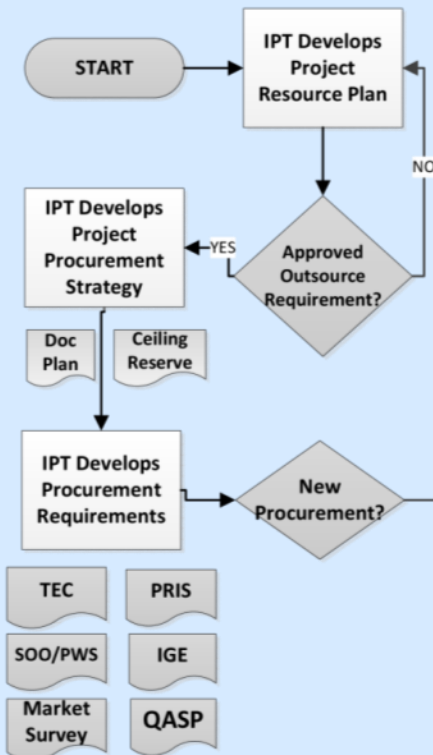 START
IPT Develops
Project
Resource Plan
NO
IPT Develops
Project
Procurement
Strategy
YES
Approved
Outsource
Requirement?
Doc
Plan
Ceiling
Reserve
IPT Develops
Procurement
Requirements
New
Procurement?
TEC
PRIS
SOO/PWS
IGE
Market
Survey
QASP